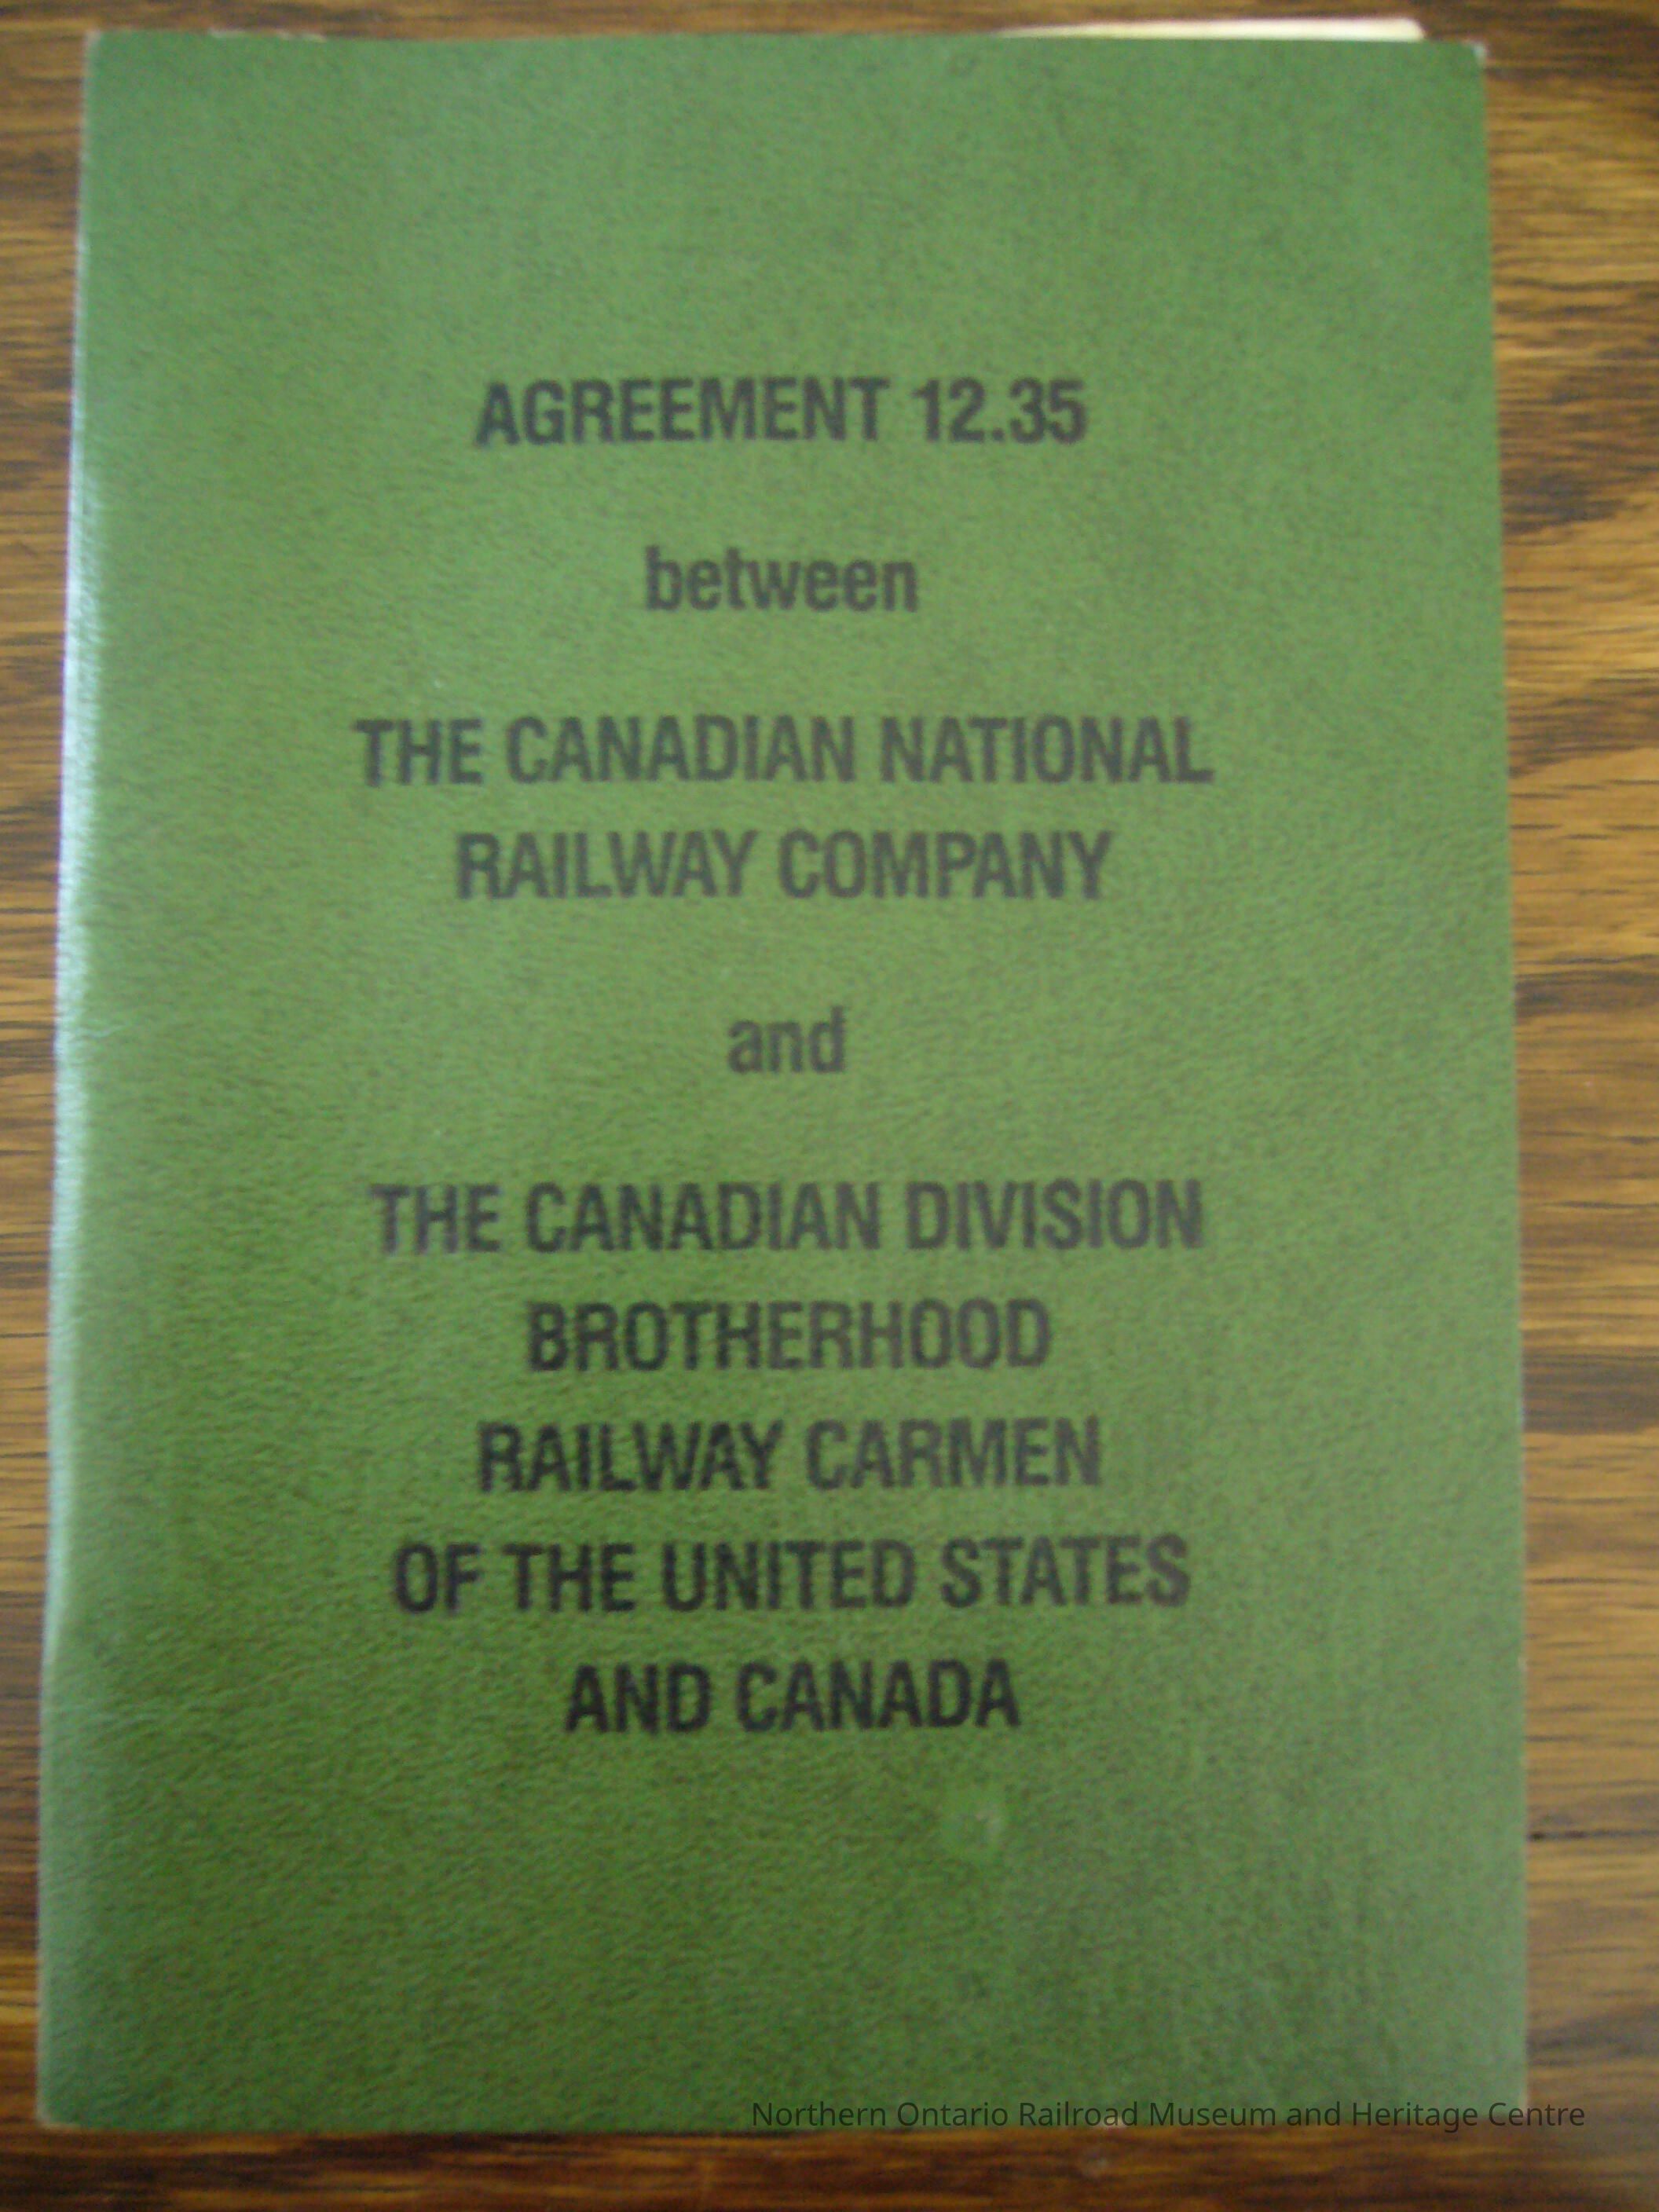 AGREEMENT 12.35
between
THE CANADIAN NATIONAL
RAILWAY COMPANY
and
THE CANADIAN DIVISION
BROTHERHOOD
RAILWAY CARMEN
OF THE UNITED STATES
AND CANADA
Northern Ontario Railroad Museum and Heritage Centre